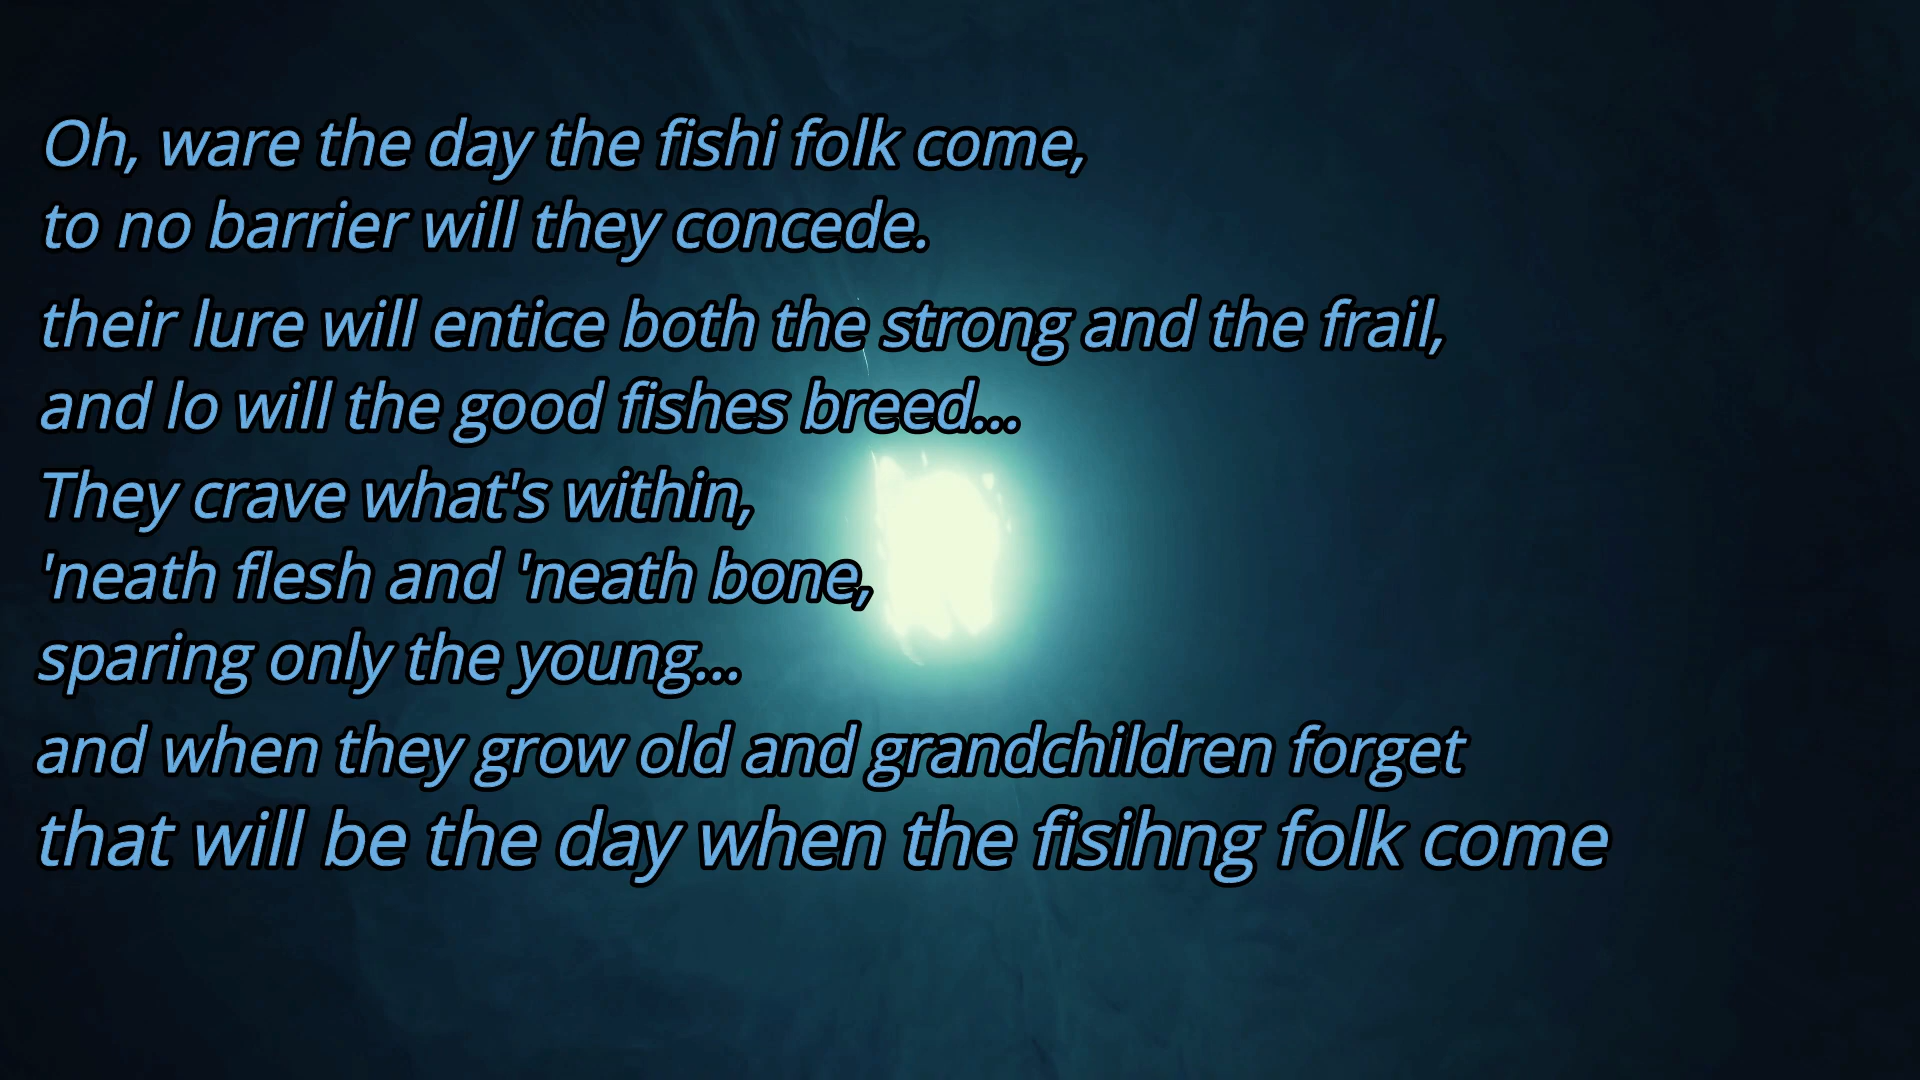 Oh, ware the day the fishi folk come,
to no barrier will they concede.
their lure will entice both the strong and the frail,
and lo will the good fishes breed...
They crave what's within,
'neath flesh and 'neath bone,
sparing only the young...
and when they grow old and grandchildren forget
that will be the day when the fisihng folk come